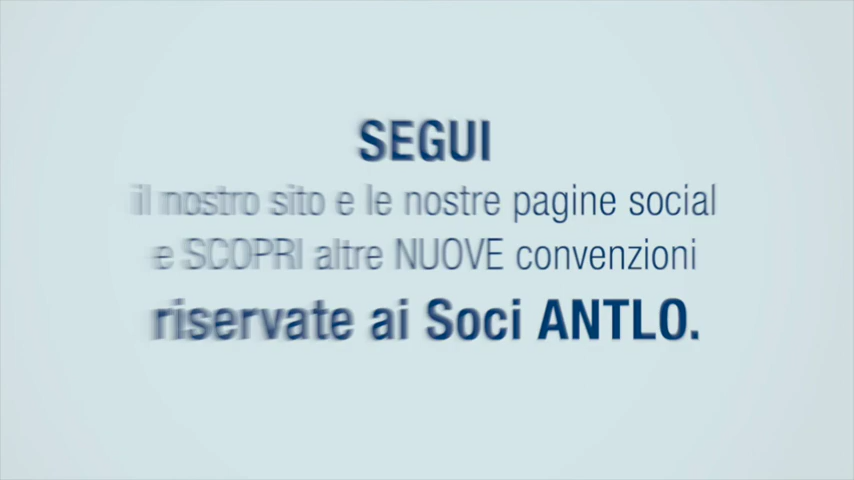 SEGUI
il nostro sito e le nostre pagine social
e SCOPRI altre NUOVE convenzioni
riservate ai Soci ANTLO.